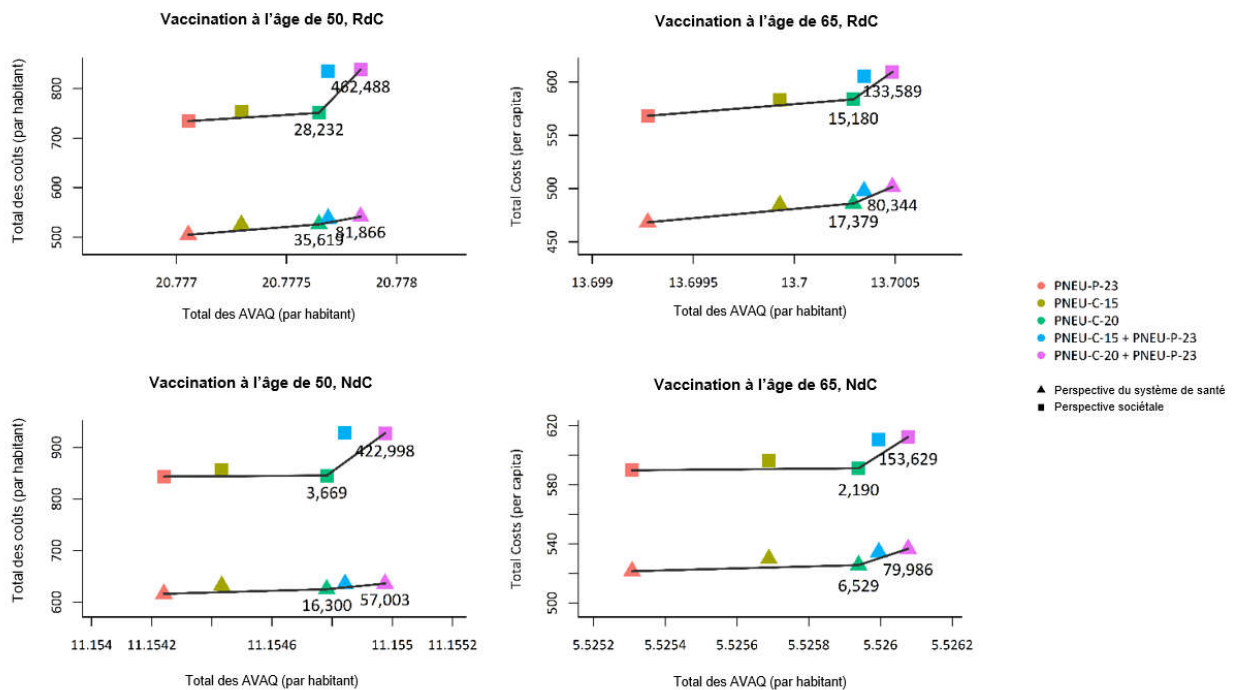 Vaccination à l'âge de 50, RdC
Total des coûts (par habitant)
800
700
600
500
462,488
28,232
35,619
81,866
20.777
20.7775
20.778
Total des AVAQ (par habitant)
Vaccination à l'âge de 65, RdC
Total Costs (per capita)
600
550
500
450
133,589
15,180
80,344
17,379
13.699
13.6995
13.7
13.7005
Total des AVAQ (par habitant)
PNEU-P-23
PNEU-C-15
PNEU-C-20
PNEU-C-15 + PNEU-P-23
PNEU-C-20 + PNEU-P-23
Perspective du système de santé
Perspective sociétale
Vaccination à l'âge de 50, NdC
Total des coûts (par habitant)
900
800
700
600
422,998
3,669
16,300
57,003
11.154
11.1542
11.1546
11.155
11.1552
Total des AVAQ (par habitant)
Vaccination à l'âge de 65, NdC
Total Costs (per capita)
620
580
540
500
153,629
2,190
79,986
6,529
5.5252
5.5254
5.5256
5.5258
5.526
5.5262
Total des AVAQ (par habitant)